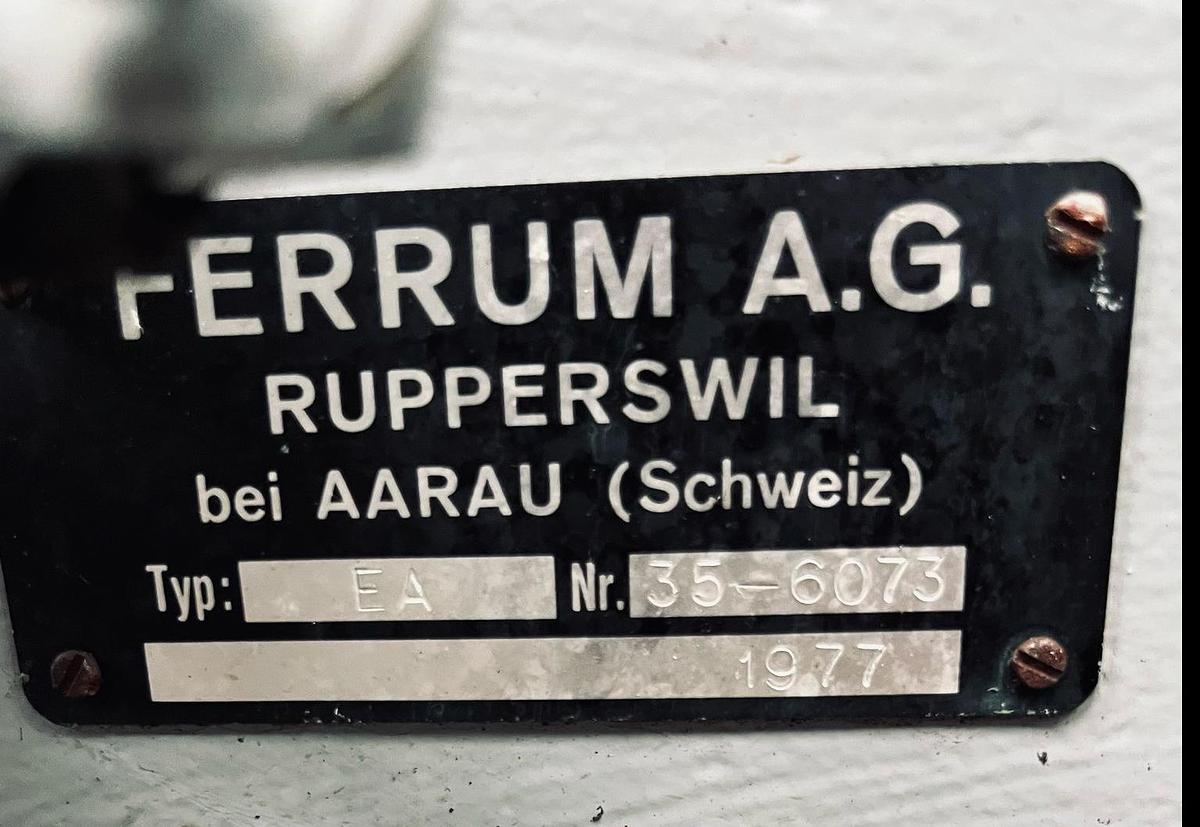 FERRUM A.G.
RUPPERSWIL
bei AARAU (Schweiz)
Typ: EA Nr. 35-6073
1977